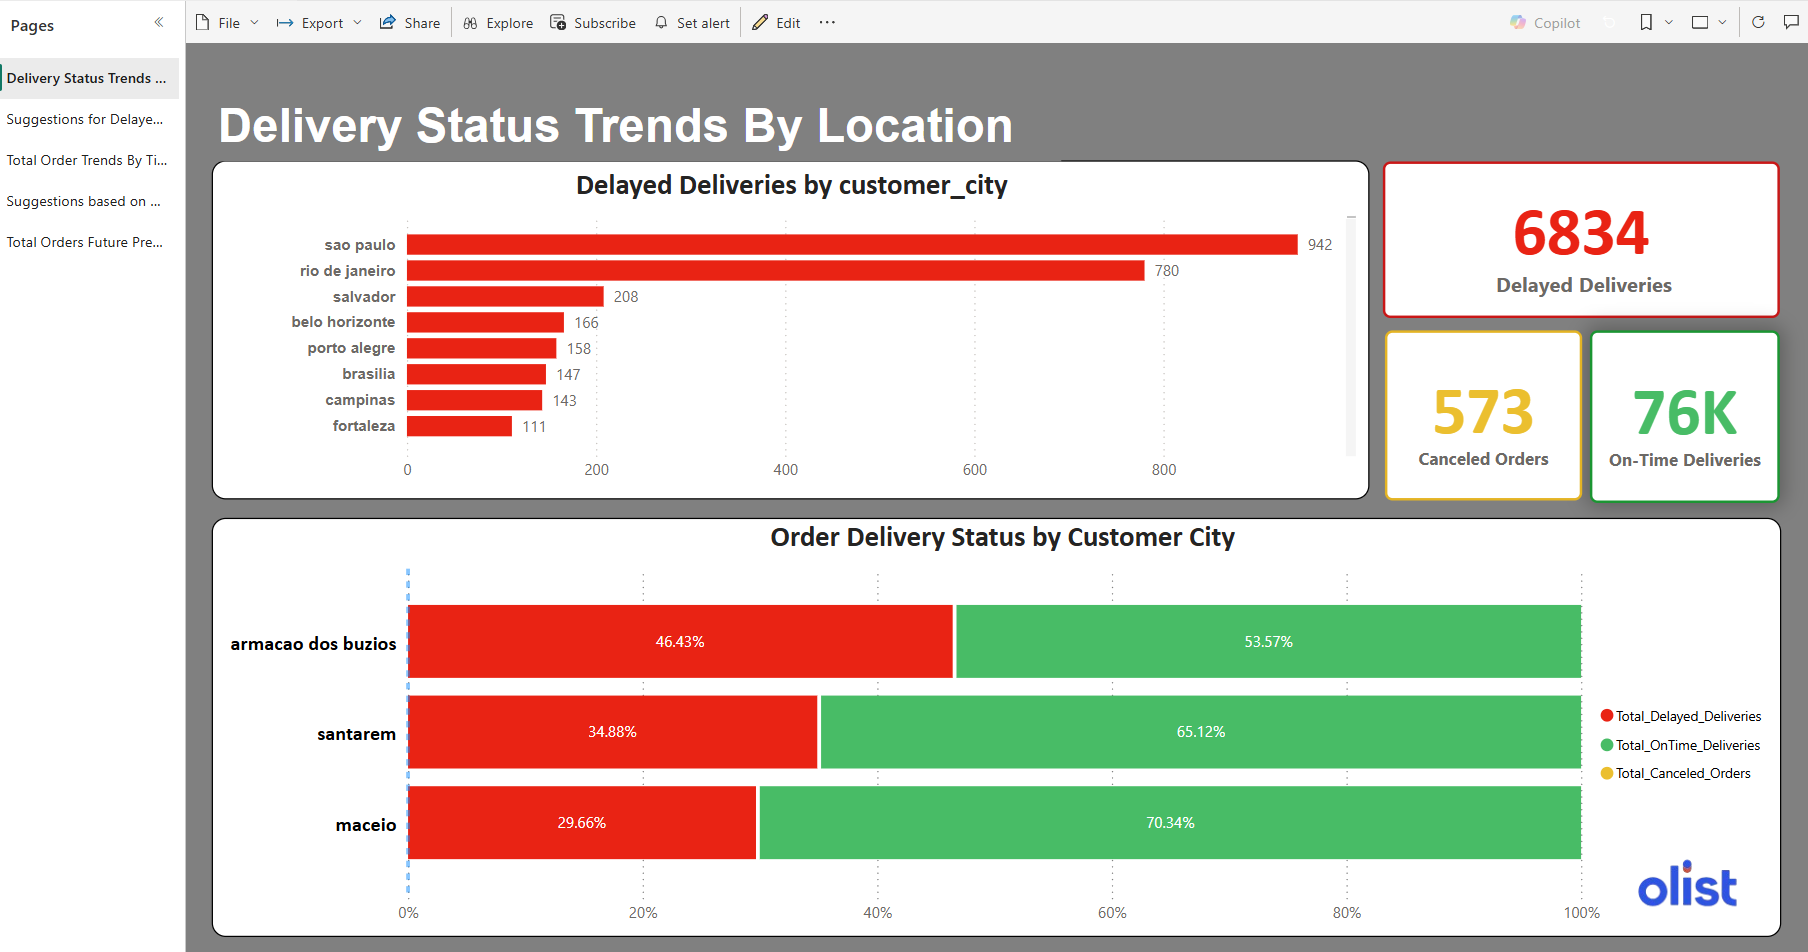 Pages
Delivery Status Trends ...
Suggestions for Delaye...
Total Order Trends By Ti...
Suggestions based on ...
Total Orders Future Pre...
File Export Share Explore Subscribe Set alert Edit ... Copilot
Delivery Status Trends By Location
Delayed Deliveries by customer_city
sao paulo 942
rio de janeiro 780
salvador 208
belo horizonte 166
porto alegre 158
brasilia 147
campinas 143
fortaleza 111
0 200 400 600 800
6834
Delayed Deliveries
573
Canceled Orders
76K
On-Time Deliveries
Order Delivery Status by Customer City
armacao dos buzios 46.43% 53.57%
santarem 34.88% 65.12%
maceio 29.66% 70.34%
0% 20% 40% 60% 80% 100%
Total_Delayed_Deliveries
Total_OnTime_Deliveries
Total_Canceled_Orders
olist